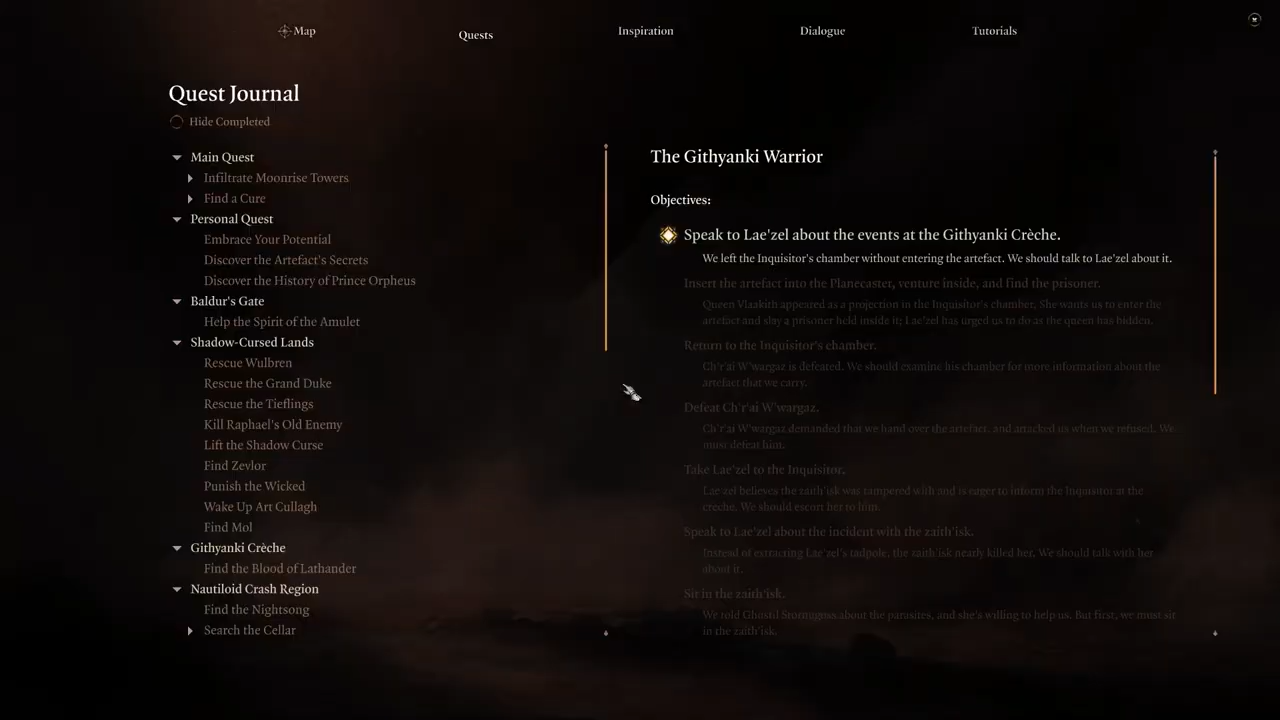 Map
Quests
Inspiration
Dialogue
Tutorials
Quest Journal
Hide Completed
Main Quest
Infiltrate Moonrise Towers
Find a Cure
Personal Quest
Embrace Your Potential
Discover the Artefact's Secrets
Discover the History of Prince Orpheus
Baldur's Gate
Help the Spirit of the Amulet
Shadow-Cursed Lands
Rescue Wulbren
Rescue the Grand Duke
Rescue the Tieflings
Kill Raphael's Old Enemy
Lift the Shadow Curse
Find Zevlor
Punish the Wicked
Wake Up Art Cullagh
Find Mol
Githyanki Crèche
Find the Blood of Lathander
Nautiloid Crash Region
Find the Nightsong
Search the Cellar
The Githyanki Warrior
Objectives:
Speak to Lae'zel about the events at the Githyanki Crèche.
We left the Inquisitor's chamber without entering the artefact. We should talk to Lae'zel about it.
Insert the artefact into the Planecaster, venture inside, and find the prisoner.
Queen Vlaakith appeared as a projection in the Inquisitor's chamber. She wants us to enter the
artefact and slay a prisoner held inside it; Lae'zel has urged us to do as the queen has bidden.
Return to the Inquisitor's chamber.
Ch'r'ai W'wargaz is defeated. We should examine his chamber for more information about the
artefact that we carry.
Defeat Ch'r'ai W'wargaz.
Ch'r'ai W'wargaz demanded that we hand over the artefact, and attacked us when we refused. We
must defeat him.
Take Lae'zel to the Inquisitor.
Lae'zel believes the zaith'isk was tampered with and is eager to inform the Inquisitor at the
crèche. We should escort her to him.
Speak to Lae'zel about the incident with the zaith'isk.
Instead of extracting Lae'zel's tadpole, the zaith'isk nearly killed her. We should talk with her
about it.
Sit in the zaith'isk.
We told Ghustil Stornugoss about the parasites, and she's willing to help us. But first, we must sit
in the zaith'isk.